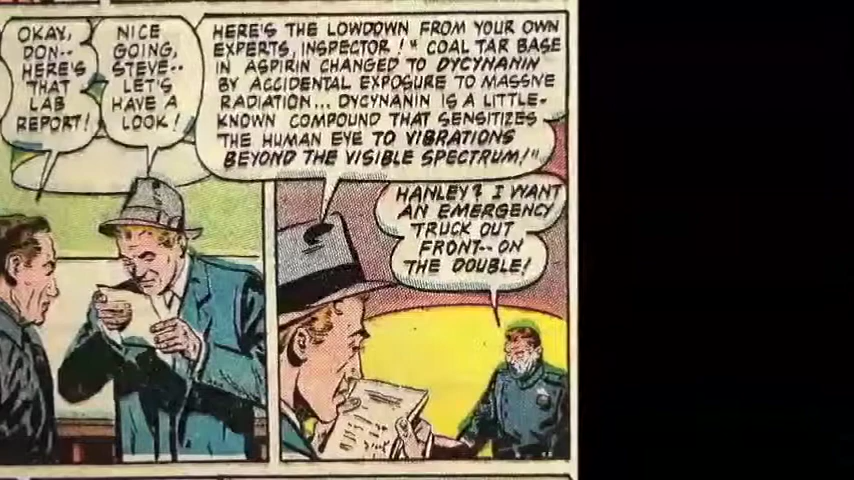 OKAY,
DON--
HERE'S
THAT
LAB
REPORT!
NICE
GOING,
STEVE--
LET'S
HAVE A
LOOK!
HERE'S THE LOWDOWN FROM YOUR OWN
EXPERTS, INSPECTOR! "COAL TAR BASE
IN ASPIRIN CHANGED TO DYCYNANIN
BY ACCIDENTAL EXPOSURE TO MASSIVE
RADIATION... DYCYNANIN IS A LITTLE-
KNOWN COMPOUND THAT SENSITIZES
THE HUMAN EYE TO VIBRATIONS
BEYOND THE VISIBLE SPECTRUM!"
HANLEY? I WANT
AN EMERGENCY
TRUCK OUT
FRONT-- ON
THE DOUBLE!